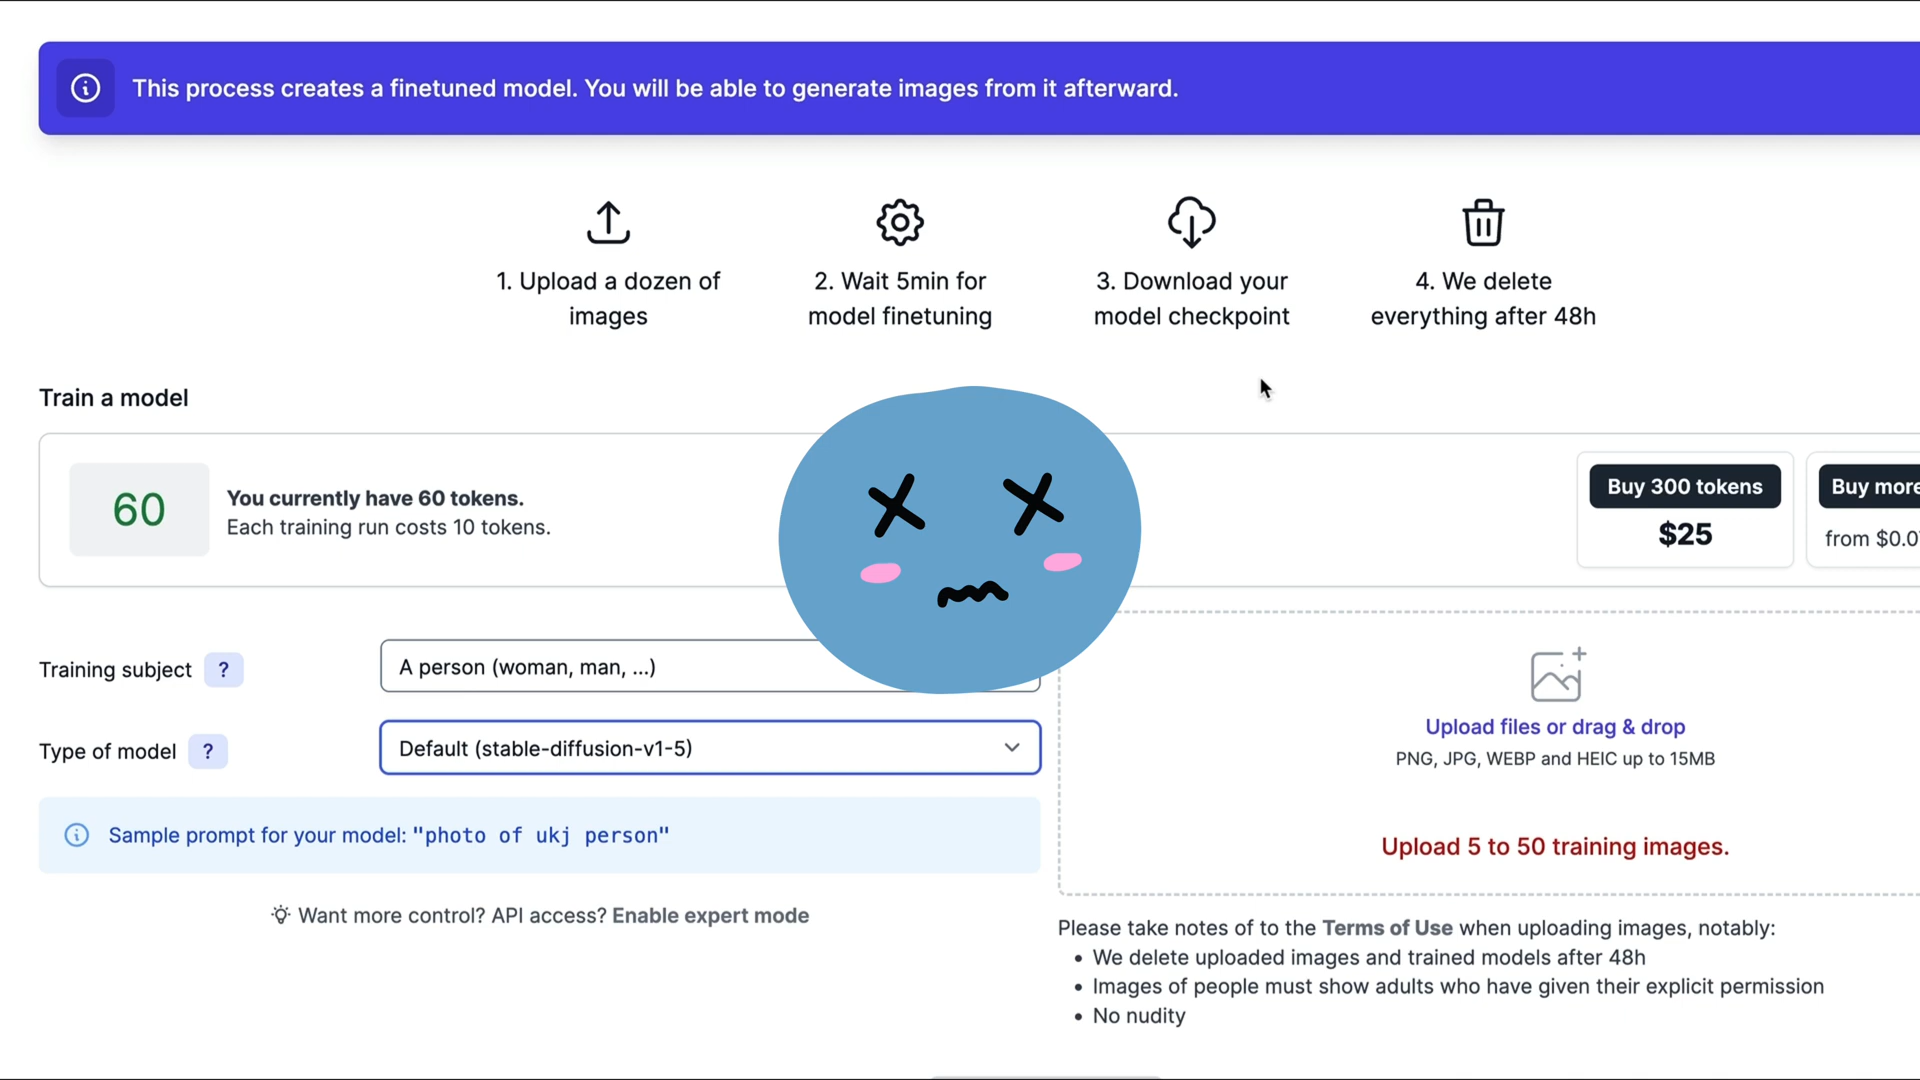 This process creates a finetuned model. You will be able to generate images from it afterward.
1. Upload a dozen of
images
2. Wait 5min for
model finetuning
3. Download your
model checkpoint
4. We delete
everything after 48h
Train a model
60
You currently have 60 tokens.
Each training run costs 10 tokens.
Buy 300 tokens
$25
Buy more
from $0.0
Training subject ?
A person (woman, man, ...)
Type of model ?
Default (stable-diffusion-v1-5)
Sample prompt for your model: "photo of ukj person"
Want more control? API access? Enable expert mode
Upload files or drag & drop
PNG, JPG, WEBP and HEIC up to 15MB
Upload 5 to 50 training images.
Please take notes of to the Terms of Use when uploading images, notably:
• We delete uploaded images and trained models after 48h
• Images of people must show adults who have given their explicit permission
• No nudity